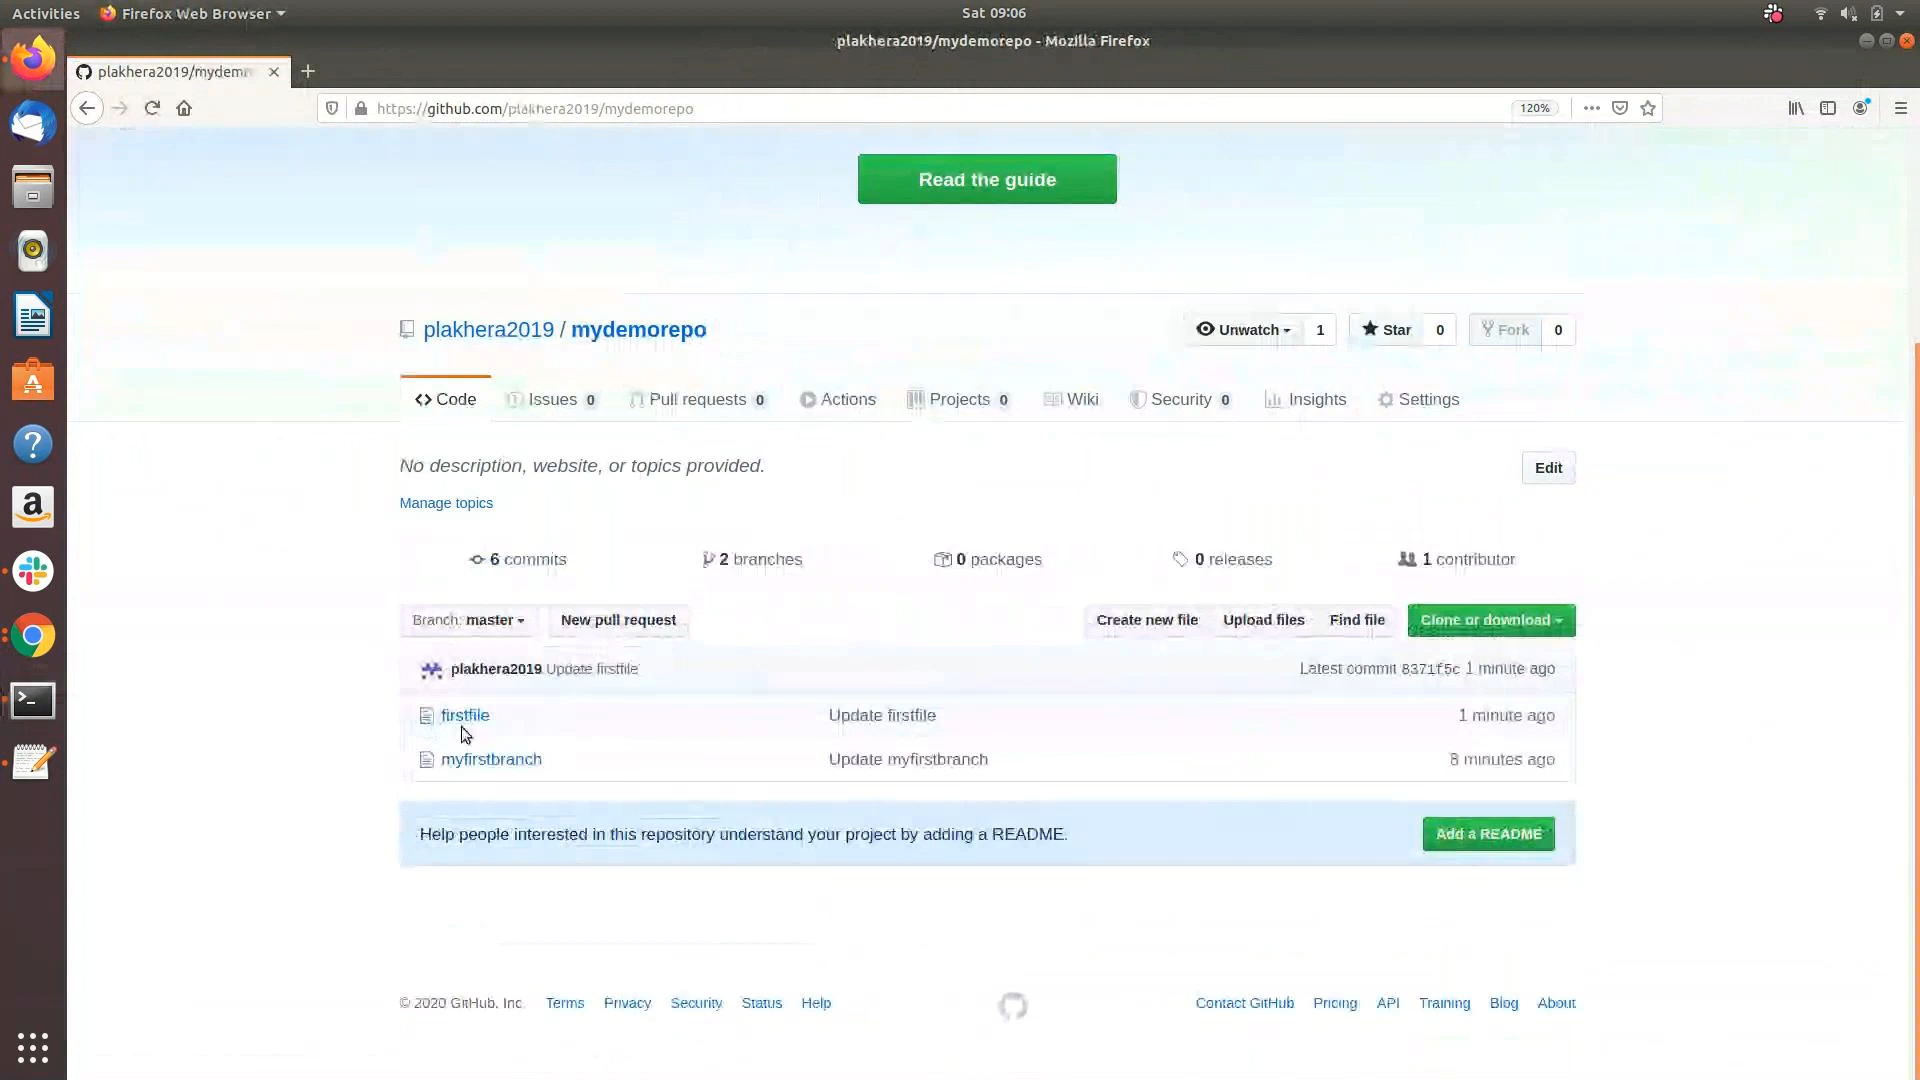 Activities Firefox Web Browser Sat 09:06
plakhera2019/mydemorepo - Mozilla Firefox
plakhera2019/mydemr
https://github.com/plakhera2019/mydemorepo 120%
Read the guide
plakhera2019 / mydemorepo Unwatch 1 Star 0 Fork 0
Code Issues 0 Pull requests 0 Actions Projects 0 Wiki Security 0 Insights Settings
No description, website, or topics provided. Edit
Manage topics
6 commits 2 branches 0 packages 0 releases 1 contributor
Branch: master New pull request Create new file Upload files Find file Clone or download
plakhera2019 Update firstfile Latest commit 8371f5c 1 minute ago
firstfile Update firstfile 1 minute ago
myfirstbranch Update myfirstbranch 8 minutes ago
Help people interested in this repository understand your project by adding a README. Add a README
© 2020 GitHub, Inc. Terms Privacy Security Status Help Contact GitHub Pricing API Training Blog About